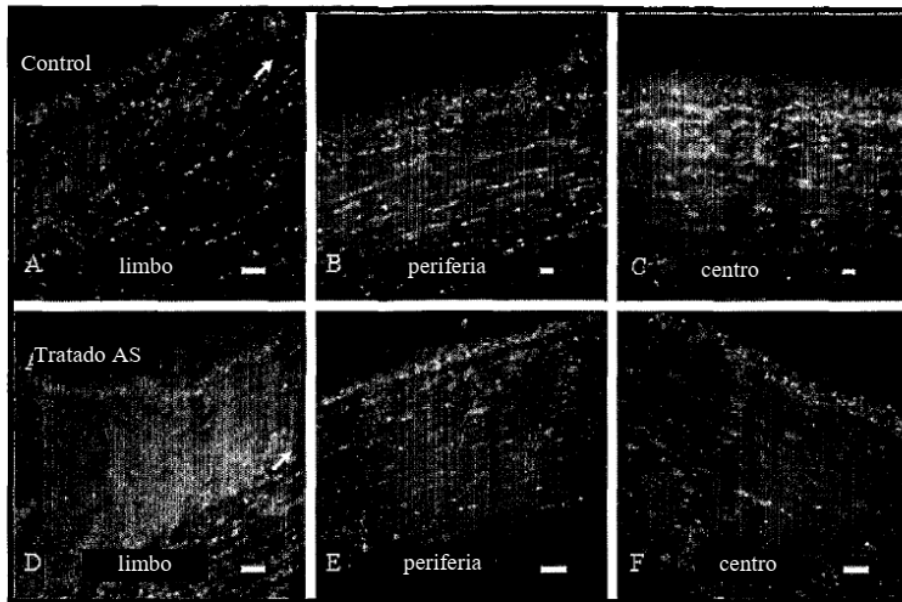 Control
A limbo
B periferia
C centro
Tratado AS
D limbo
E periferia
F centro